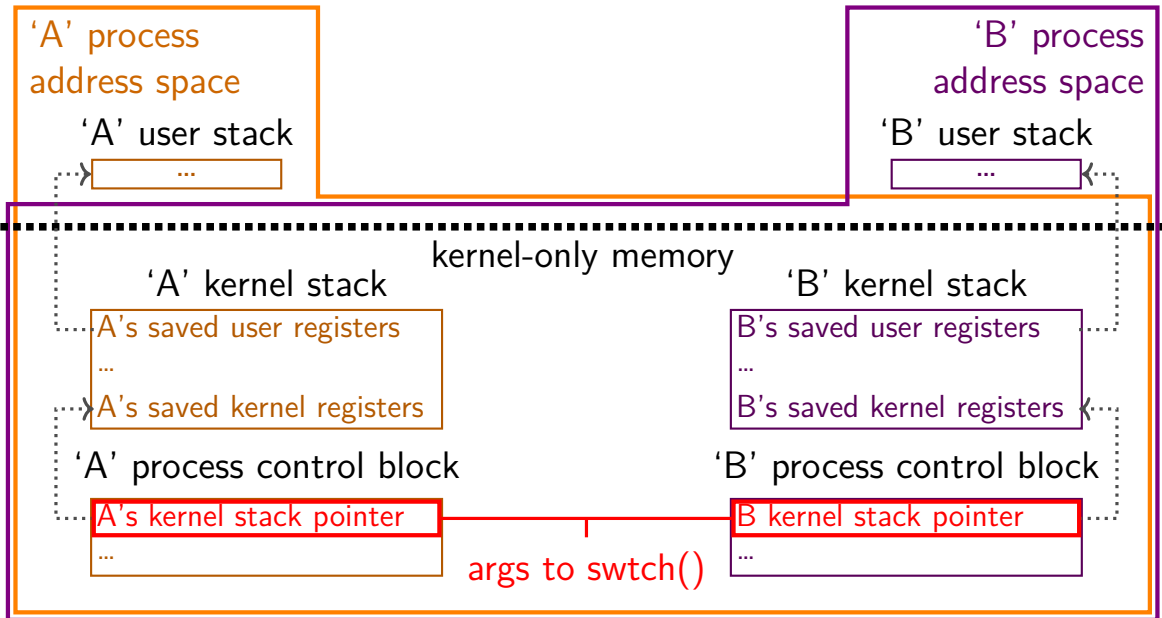 ‘A’ process
address space
‘B’ process
address space
‘A’ user stack
...
‘B’ user stack
...
kernel-only memory
‘A’ kernel stack
A's saved user registers
...
A's saved kernel registers
‘B’ kernel stack
B's saved user registers
...
B's saved kernel registers
‘A’ process control block
A's kernel stack pointer
...
‘B’ process control block
B kernel stack pointer
...
args to swtch()